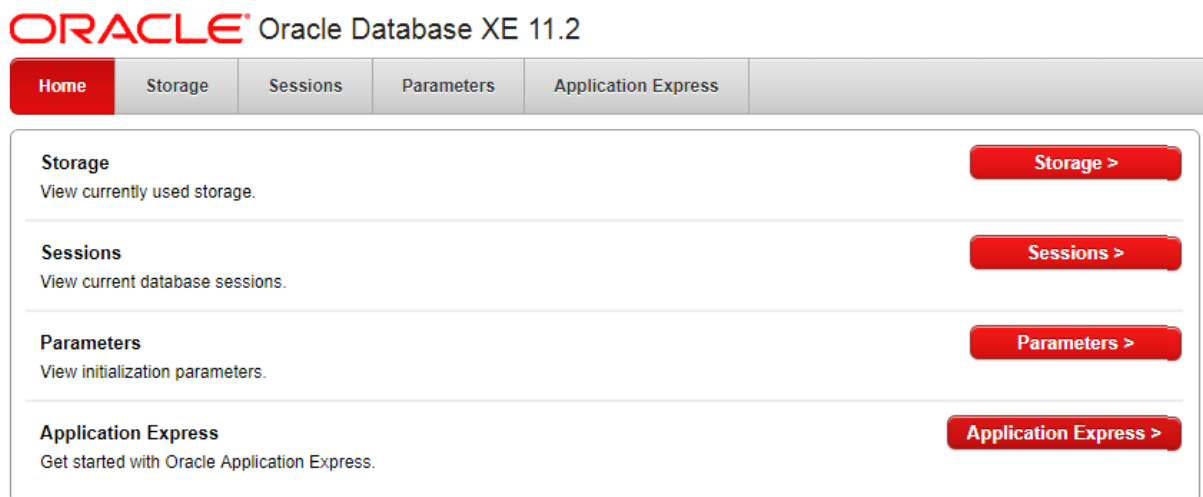 ORACLE® Oracle Database XE 11.2
Home Storage Sessions Parameters Application Express
Storage Storage >
View currently used storage.
Sessions Sessions >
View current database sessions.
Parameters Parameters >
View initialization parameters.
Application Express Application Express >
Get started with Oracle Application Express.